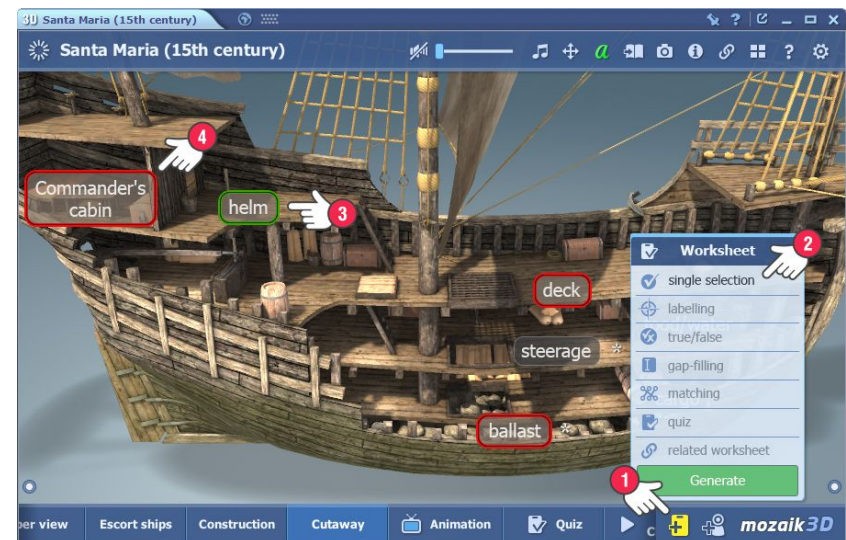 3D Santa Maria (15th century)
Santa Maria (15th century)
4
Commander's
cabin
helm
3
2
Worksheet
single selection
deck
labelling
true/false
steerage *
gap-filling
matching
quiz
ballast *
related worksheet
1
Generate
per view Escort ships Construction Cutaway Animation Quiz mozaik3D